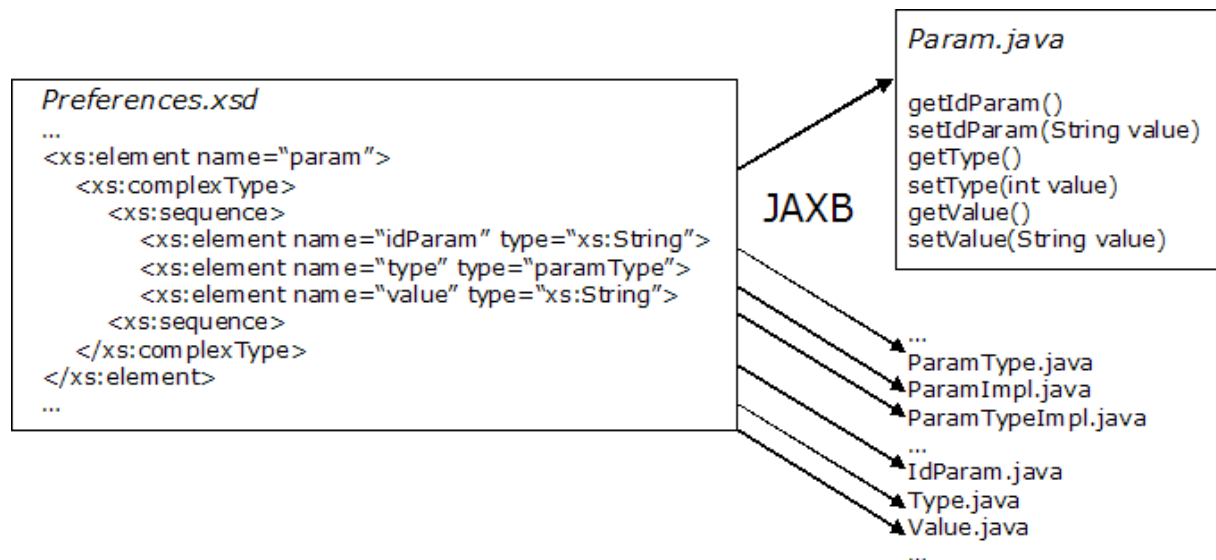 Preferences.xsd
...
<xs:element name=“param”>
<xs:complexType>
<xs:sequence>
<xs:element name=“idParam” type=“xs:String”>
<xs:element name=“type” type=“paramType”>
<xs:element name=“value” type=“xs:String”>
<xs:sequence>
</xs:complexType>
</xs:element>
...
JAXB
Param.java
getIdParam()
setIdParam(String value)
getType()
setType(int value)
getValue()
setValue(String value)
...
ParamType.java
ParamImpl.java
ParamTypeImpl.java
...
IdParam.java
Type.java
Value.java
...